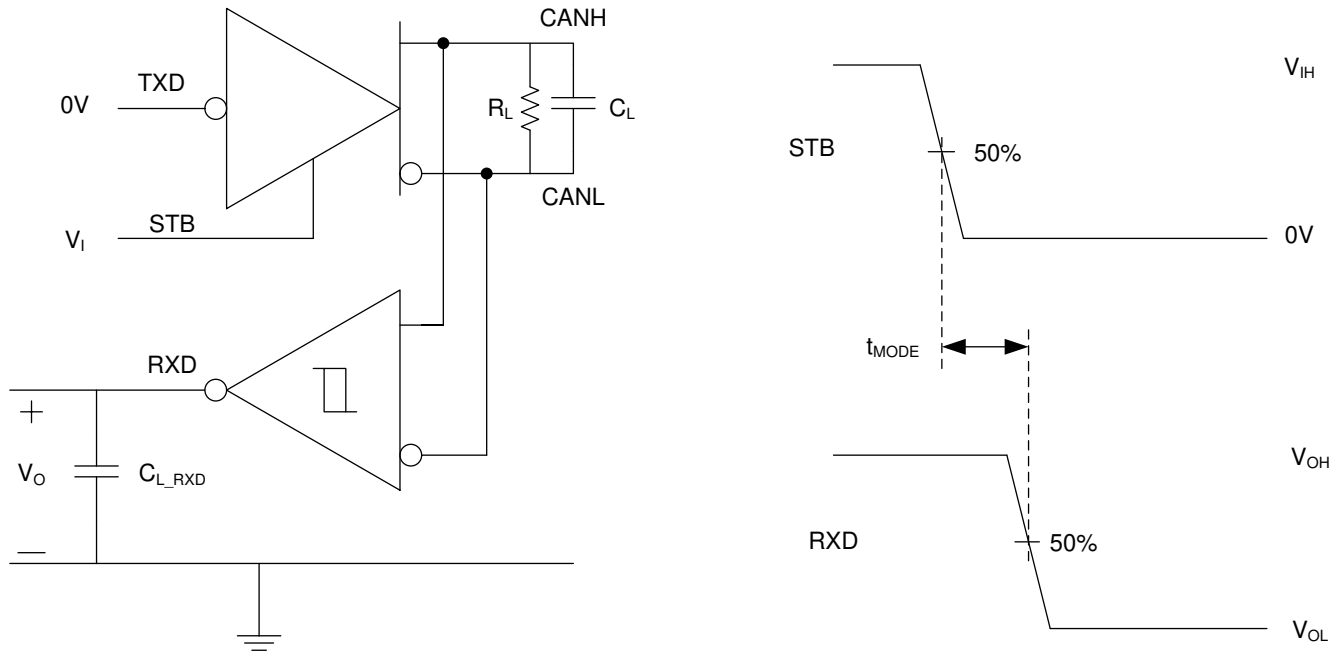 CANH
TXD
0V
R_L
C_L
CANL
STB
V_I
RXD
+
V_O
C_L_RXD
—
V_IH
STB
50%
0V
t_MODE
V_OH
RXD
50%
V_OL